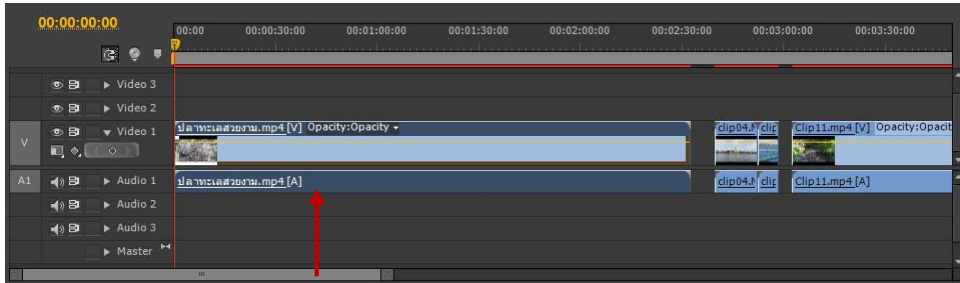 00:00:00:00
00:00 00:00:30:00 00:01:00:00 00:01:30:00 00:02:00:00 00:02:30:00 00:03:00:00 00:03:30:00
Video 3
Video 2
V Video 1 ปลาทะเลสวยงาม.mp4 [V] Opacity:Opacity clip04. clip Clip11.mp4 [V] Opacity:Opacit
A1 Audio 1 ปลาทะเลสวยงาม.mp4 [A] clip04. clip Clip11.mp4 [A]
Audio 2
Audio 3
Master